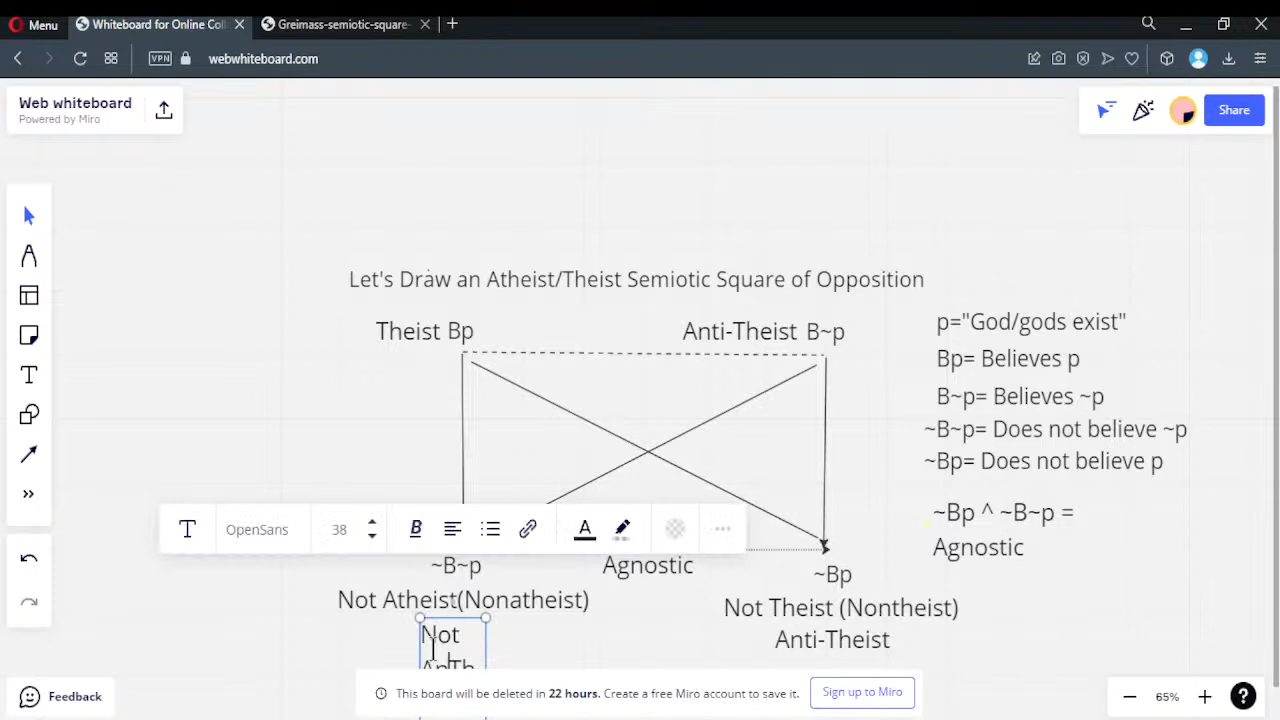 Menu
Whiteboard for Online Coll
Greimass-semiotic-square-
VPN
webwhiteboard.com
Web whiteboard
Powered by Miro
Share
Let's Draw an Atheist/Theist Semiotic Square of Opposition
Theist Bp
Anti-Theist B~p
p="God/gods exist"
Bp= Believes p
B~p= Believes ~p
~B~p= Does not believe ~p
~Bp= Does not believe p
~Bp ^ ~B~p =
Agnostic
T
OpenSans
38
B
A
~B~p
Agnostic
~Bp
Not Atheist(Nonatheist)
Not Theist (Nontheist)
Anti-Theist
Not
AnTh
This board will be deleted in 22 hours. Create a free Miro account to save it.
Sign up to Miro
Feedback
65%